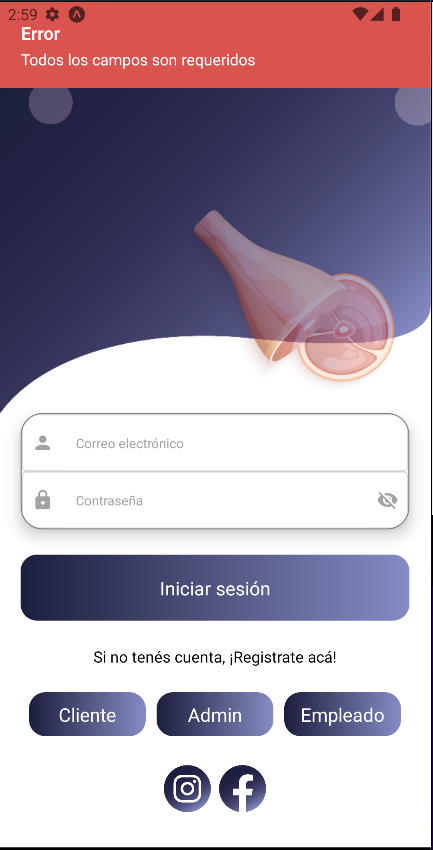 2:59
Error
Todos los campos son requeridos
Correo electrónico
Contraseña
Iniciar sesión
Si no tenés cuenta, ¡Registrate acá!
Cliente Admin Empleado